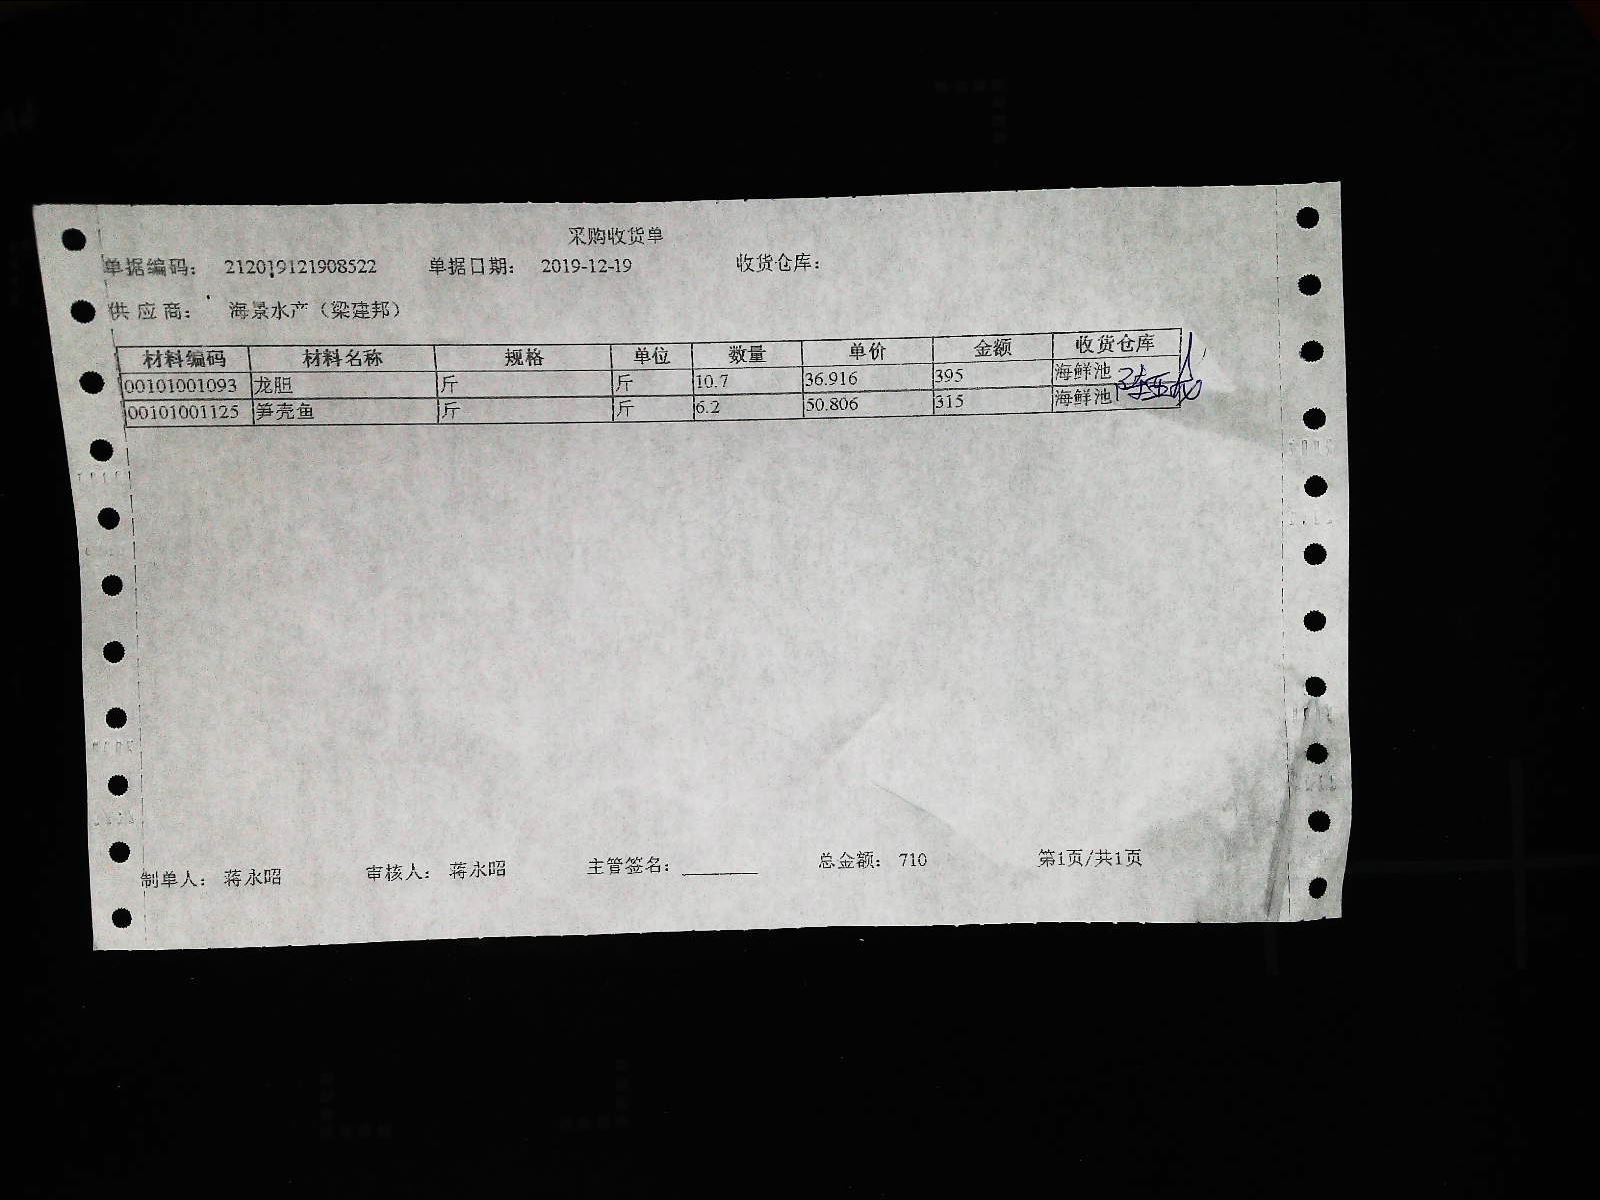 采购收货单
单据编码： 212019121908522 单据日期： 2019-12-19 收货仓库：
供 应 商： 海景水产（梁建邦）
材料编码 材料名称 规格 单位 数量 单价 金额 收货仓库
00101001093 龙胆 斤 斤 10.7 36.916 395 海鲜池
00101001125 笋壳鱼 斤 斤 6.2 50.806 315 海鲜池
制单人： 蒋永昭 审核人： 蒋永昭 主管签名：________ 总金额： 710 第1页/共1页